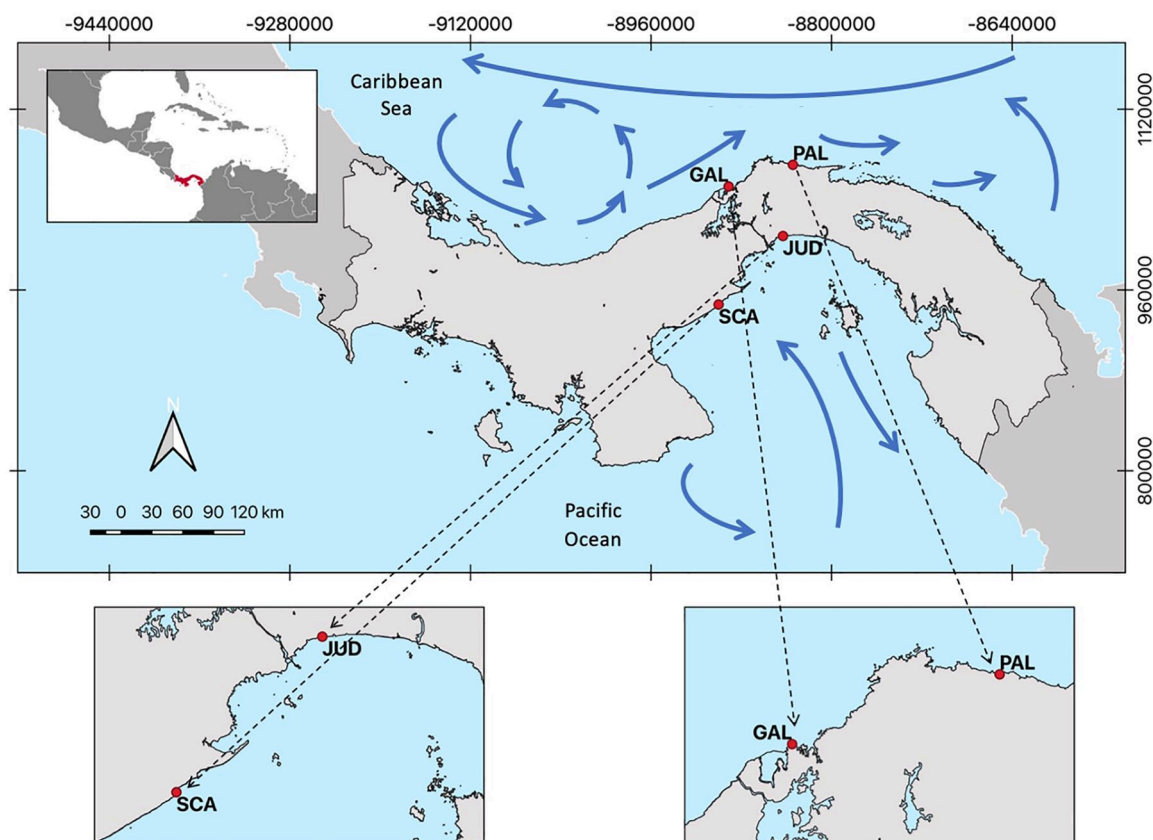 -9440000 -9280000 -9120000 -8960000 -8800000 -8640000
Caribbean
Sea
1120000
PAL
GAL
JUD
960000
SCA
N
800000
30 0 30 60 90 120 km
Pacific
Ocean
JUD
SCA
PAL
GAL